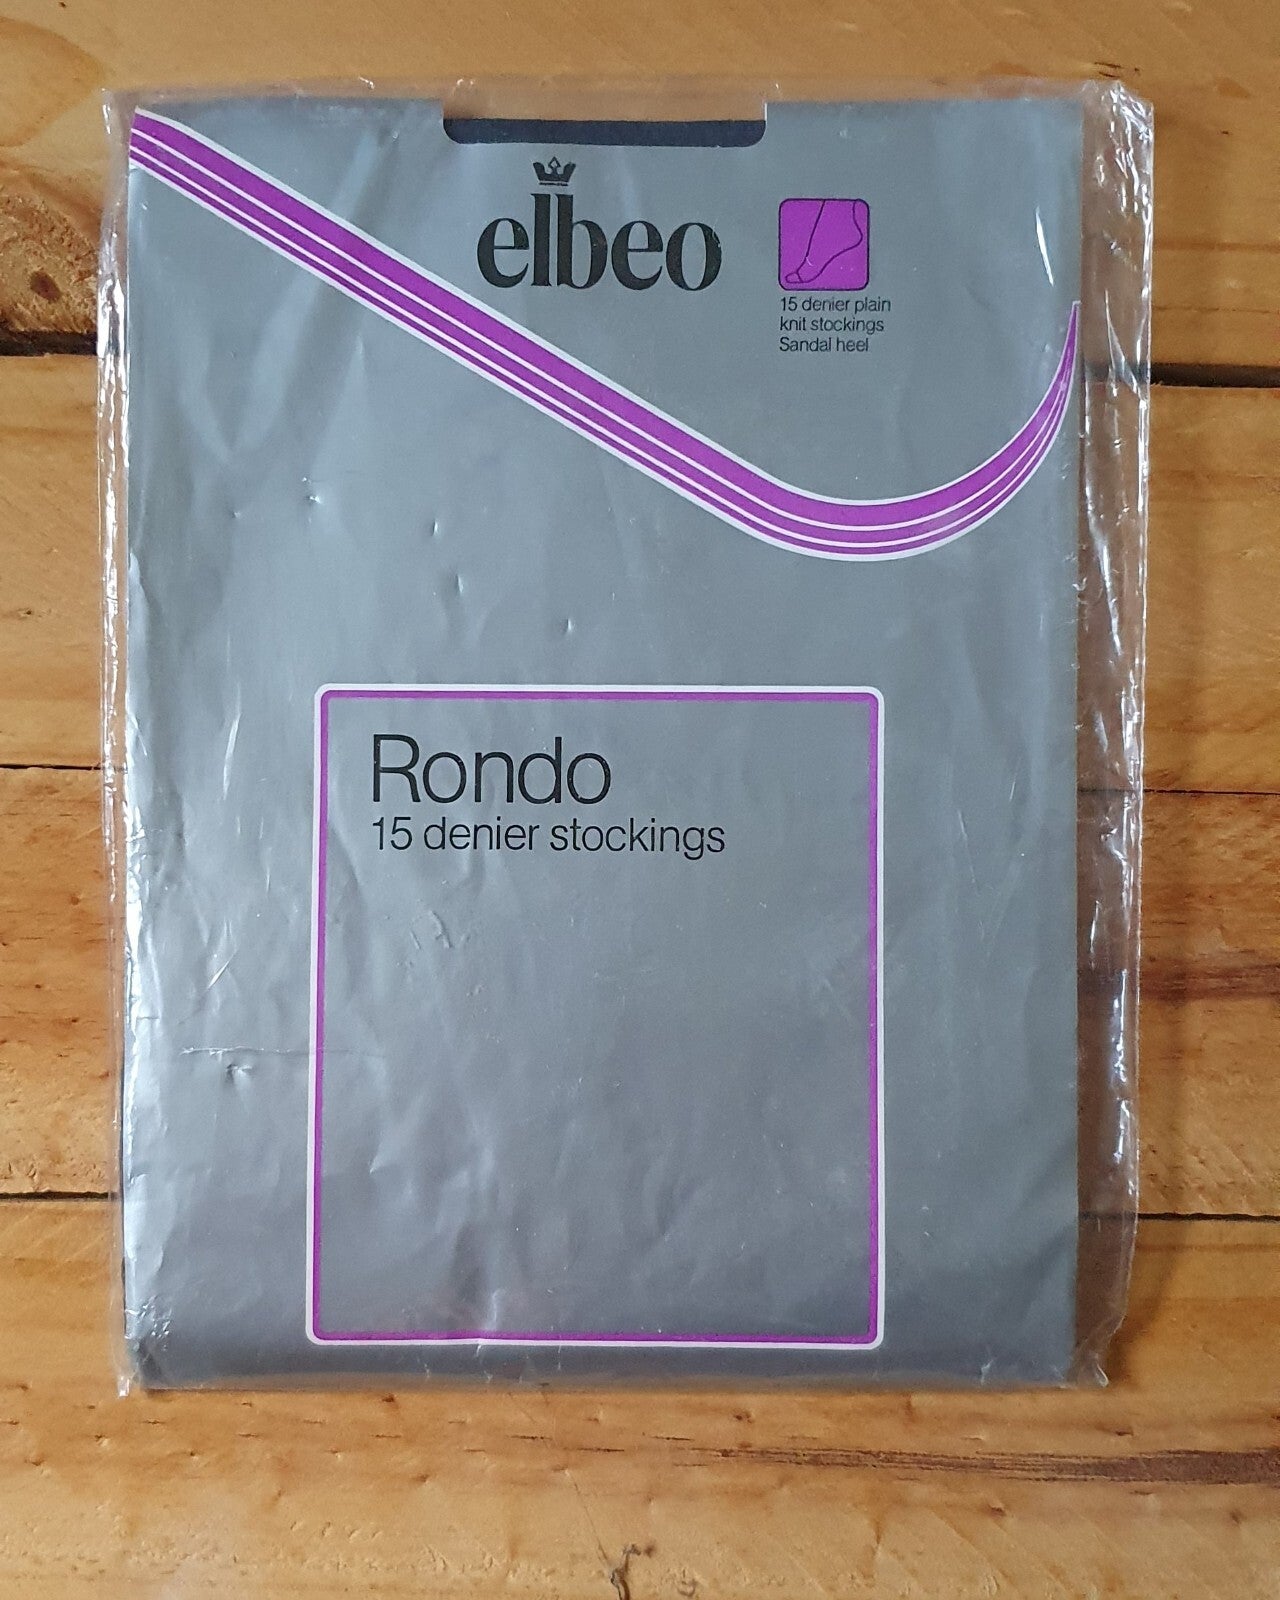 elbeo
15 denier plain
knit stockings
Sandal heel
Rondo
15 denier stockings